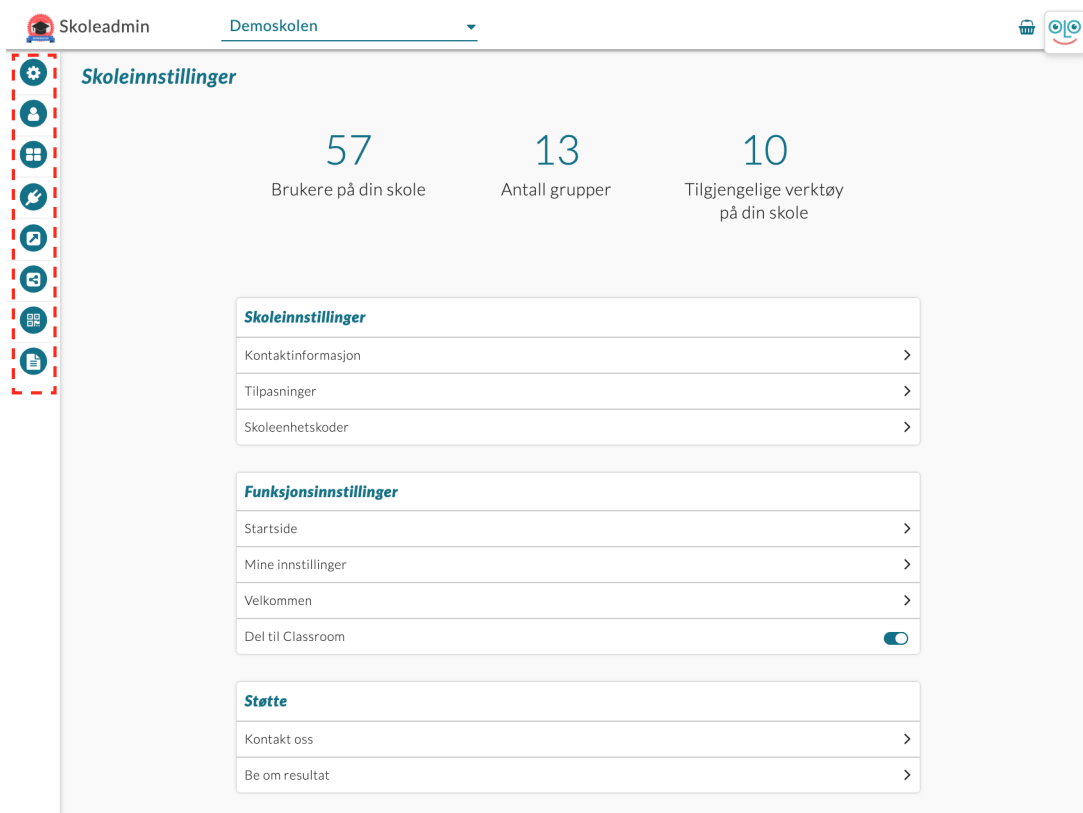 Skoleadmin
Demoskolen
Skoleinnstillinger
57
Brukere på din skole
13
Antall grupper
10
Tilgjengelige verktøy
på din skole
Skoleinnstillinger
Kontaktinformasjon
Tilpasninger
Skoleenhetskoder
Funksjonsinnstillinger
Startside
Mine innstillinger
Velkommen
Del til Classroom
Støtte
Kontakt oss
Be om resultat